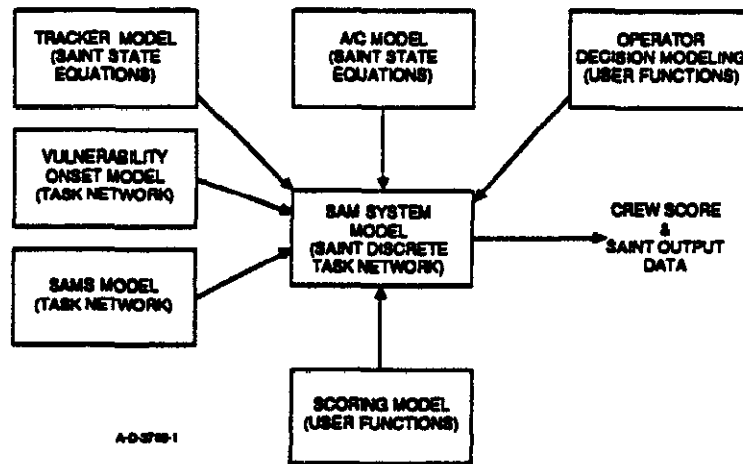 TRACKER MODEL
(SAINT STATE
EQUATIONS)
A/C MODEL
(SAINT STATE
EQUATIONS)
OPERATOR
DECISION MODELING
(USER FUNCTIONS)
VULNERABILITY
ONSET MODEL
(TASK NETWORK)
SAM SYSTEM
MODEL
(SAINT DISCRETE
TASK NETWORK)
CREW SCORE
&
SAINT OUTPUT
DATA
SAMS MODEL
(TASK NETWORK)
SCORING MODEL
(USER FUNCTIONS)